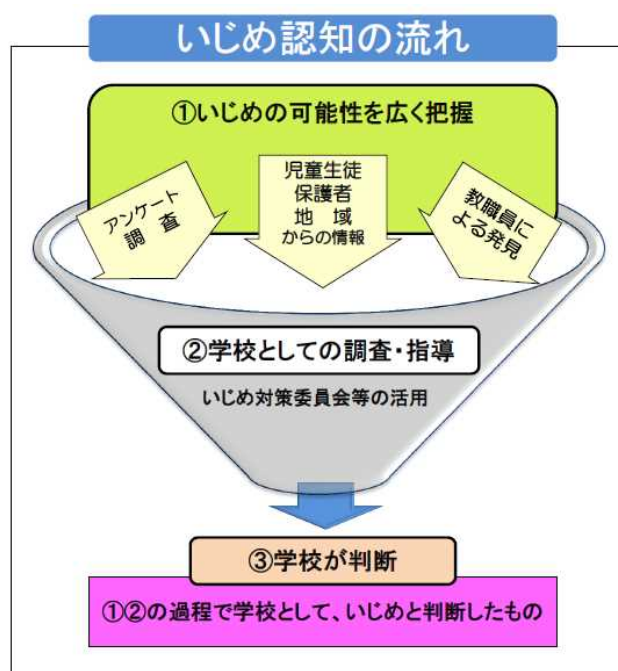 いじめ認知の流れ
①いじめの可能性を広く把握
アンケート
調　査
児童生徒
保護者
地　域
からの情報
教職員に
よる発見
②学校としての調査・指導
いじめ対策委員会等の活用
③学校が判断
①②の過程で学校として、いじめと判断したもの